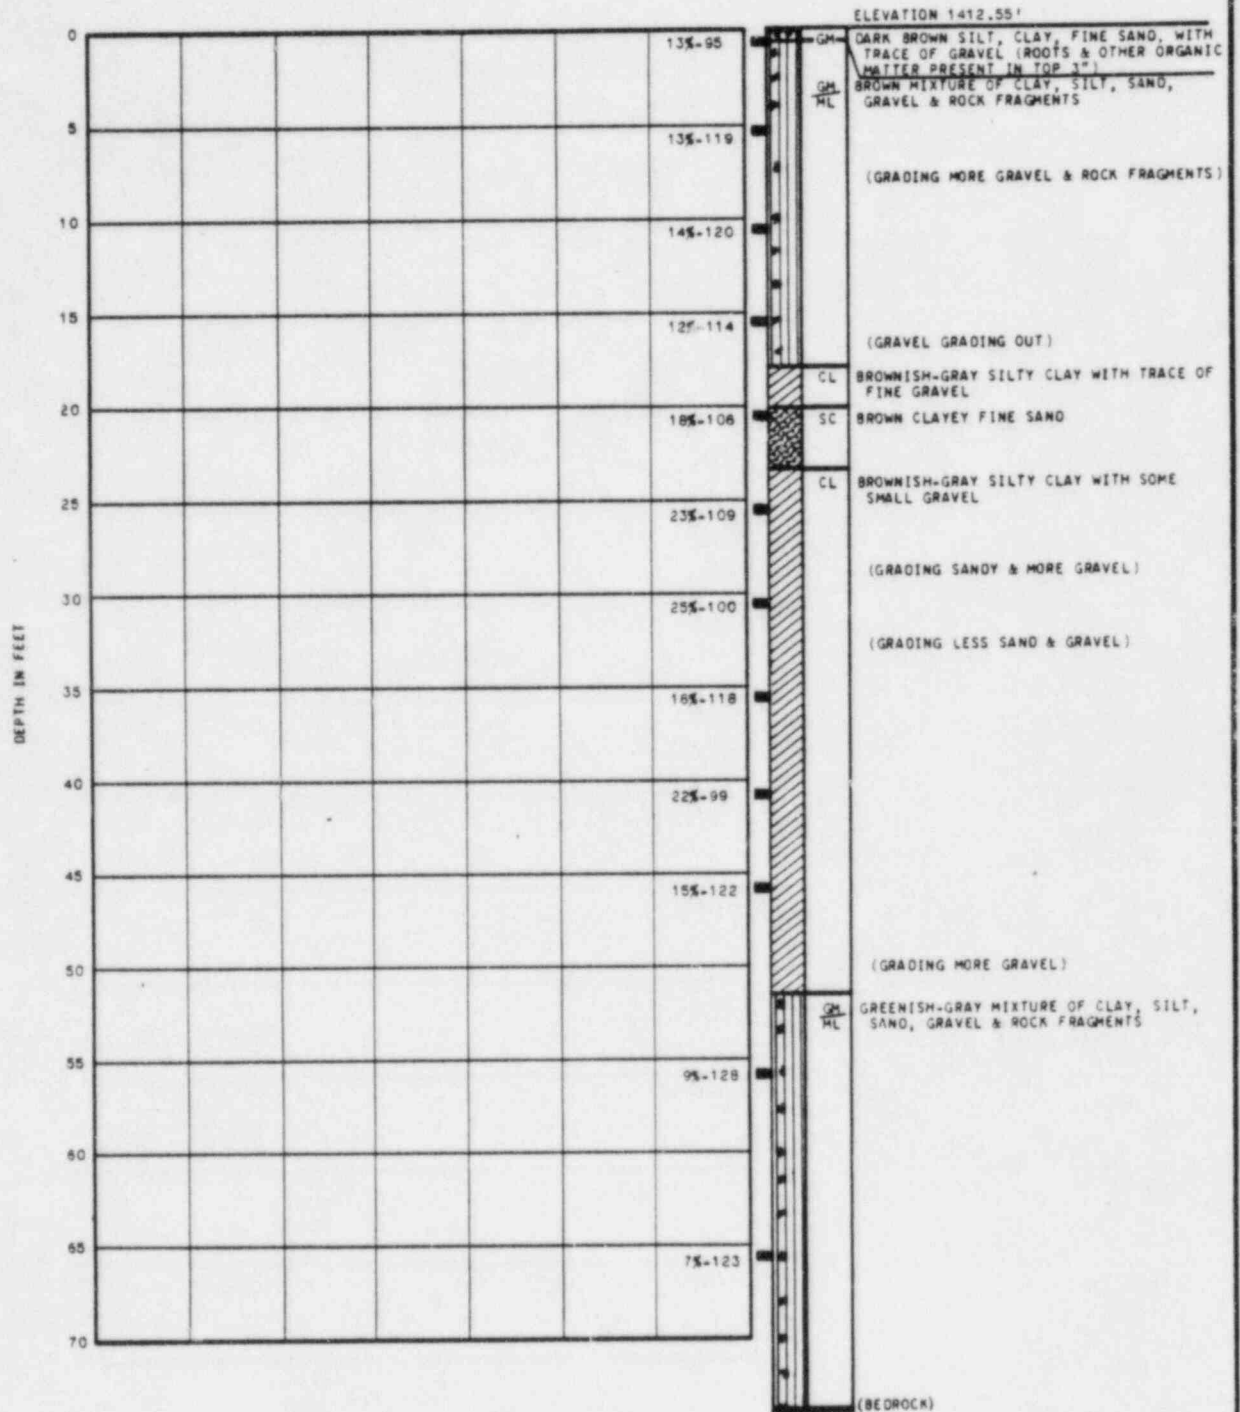 ELEVATION 1412.55'
0
13%-95
GM
DARK BROWN SILT, CLAY, FINE SAND, WITH
TRACE OF GRAVEL (ROOTS & OTHER ORGANIC
MATTER PRESENT IN TOP 3")
GM
ML
BROWN MIXTURE OF CLAY, SILT, SAND,
GRAVEL & ROCK FRAGMENTS
5
13%-119
(GRADING MORE GRAVEL & ROCK FRAGMENTS)
10
14%-120
15
12%-114
(GRAVEL GRADING OUT)
CL
BROWNISH-GRAY SILTY CLAY WITH TRACE OF
FINE GRAVEL
20
18%-106
SC
BROWN CLAYEY FINE SAND
CL
BROWNISH-GRAY SILTY CLAY WITH SOME
SMALL GRAVEL
25
23%-109
(GRADING SANDY & MORE GRAVEL)
30
25%-100
(GRADING LESS SAND & GRAVEL)
DEPTH IN FEET
35
16%-118
40
22%-99
45
15%-122
50
(GRADING MORE GRAVEL)
GM
ML
GREENISH-GRAY MIXTURE OF CLAY, SILT,
SAND, GRAVEL & ROCK FRAGMENTS
55
9%-128
60
65
7%-123
70
(BEDROCK)